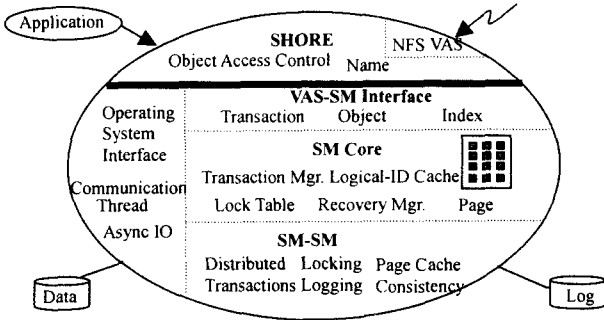 Application
SHORE
NFS VAS
Object Access Control Name
VAS-SM Interface
Transaction Object Index
Operating
System
Interface
Communication
Thread
Async IO
SM Core
Transaction Mgr. Logical-ID Cache
Lock Table Recovery Mgr. Page
SM-SM
Distributed Locking Page Cache
Transactions Logging Consistency
Data
Log